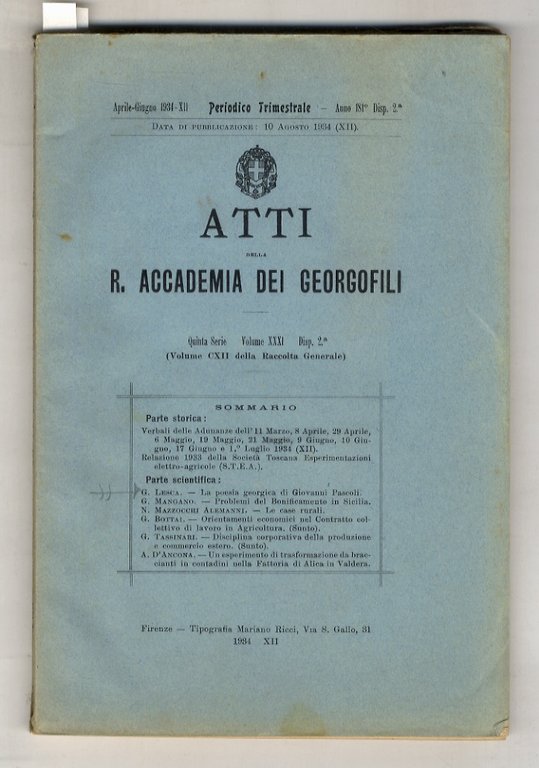 Aprile-Giugno 1934-XII Periodico Trimestrale — Anno 181º Disp. 2.ª
DATA DI PUBBLICAZIONE: 10 AGOSTO 1934 (XII).
ATTI
DELLA
R. ACCADEMIA DEI GEORGOFILI
Quinta Serie Volume XXXI Disp. 2.ª
(Volume CXII della Raccolta Generale)
SOMMARIO
Parte storica:
Verbali delle Adunanze dell'11 Marzo, 8 Aprile, 29 Aprile,
6 Maggio, 19 Maggio, 21 Maggio, 9 Giugno, 10 Giu-
gno, 17 Giugno e 1.º Luglio 1934 (XII).
Relazione 1933 della Società Toscana Esperimentazioni
elettro-agricole (S.T.E.A.).
Parte scientifica:
G. LESCA. — La poesia georgica di Giovanni Pascoli.
G. MANGANO. — Problemi del Bonificamento in Sicilia.
N. MAZZOCCHI ALEMANNI. — Le case rurali.
G. BOTTAI. — Orientamenti economici nel Contratto col-
lettivo di lavoro in Agricoltura. (Sunto).
G. TASSINARI. — Disciplina corporativa della produzione
e commercio estero. (Sunto).
A. D'ANCONA. — Un esperimento di trasformazione da brac-
cianti in contadini nella Fattoria di Alica in Valdera.
Firenze — Tipografia Mariano Ricci, Via S. Gallo, 31
1934 XII